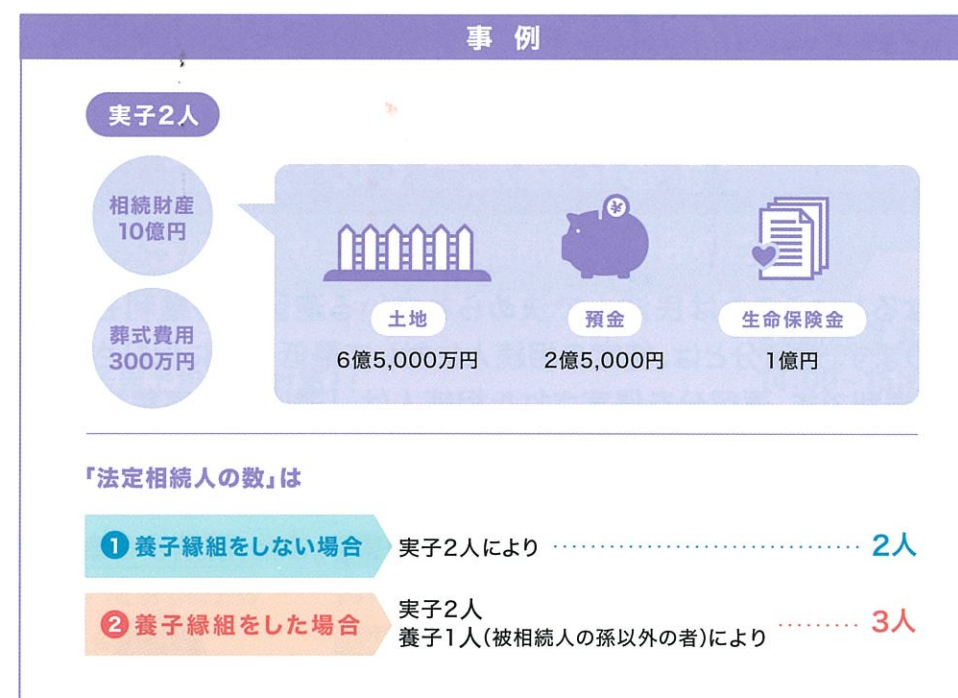 事例
実子2人
相続財産
10億円
葬式費用
300万円
土地
6億5,000万円
預金
2億5,000円
生命保険金
1億円
「法定相続人の数」は
1 養子縁組をしない場合 実子2人により ………………………… 2人
2 養子縁組をした場合 実子2人
養子1人(被相続人の孫以外の者)により ……… 3人